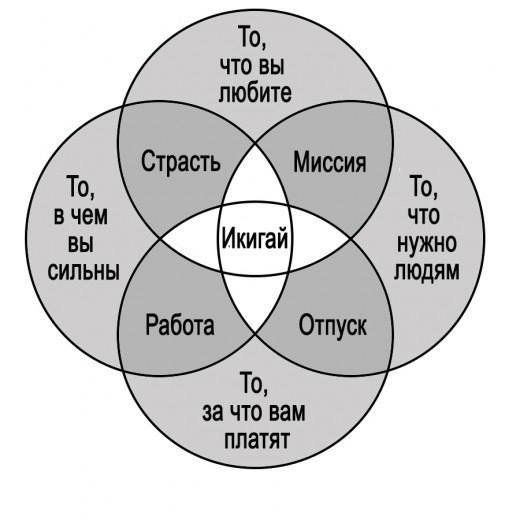 То,
что вы
любите
Страсть
Миссия
То,
в чем
вы
сильны
Икигай
То,
что
нужно
людям
Работа
Отпуск
То,
за что вам
платят